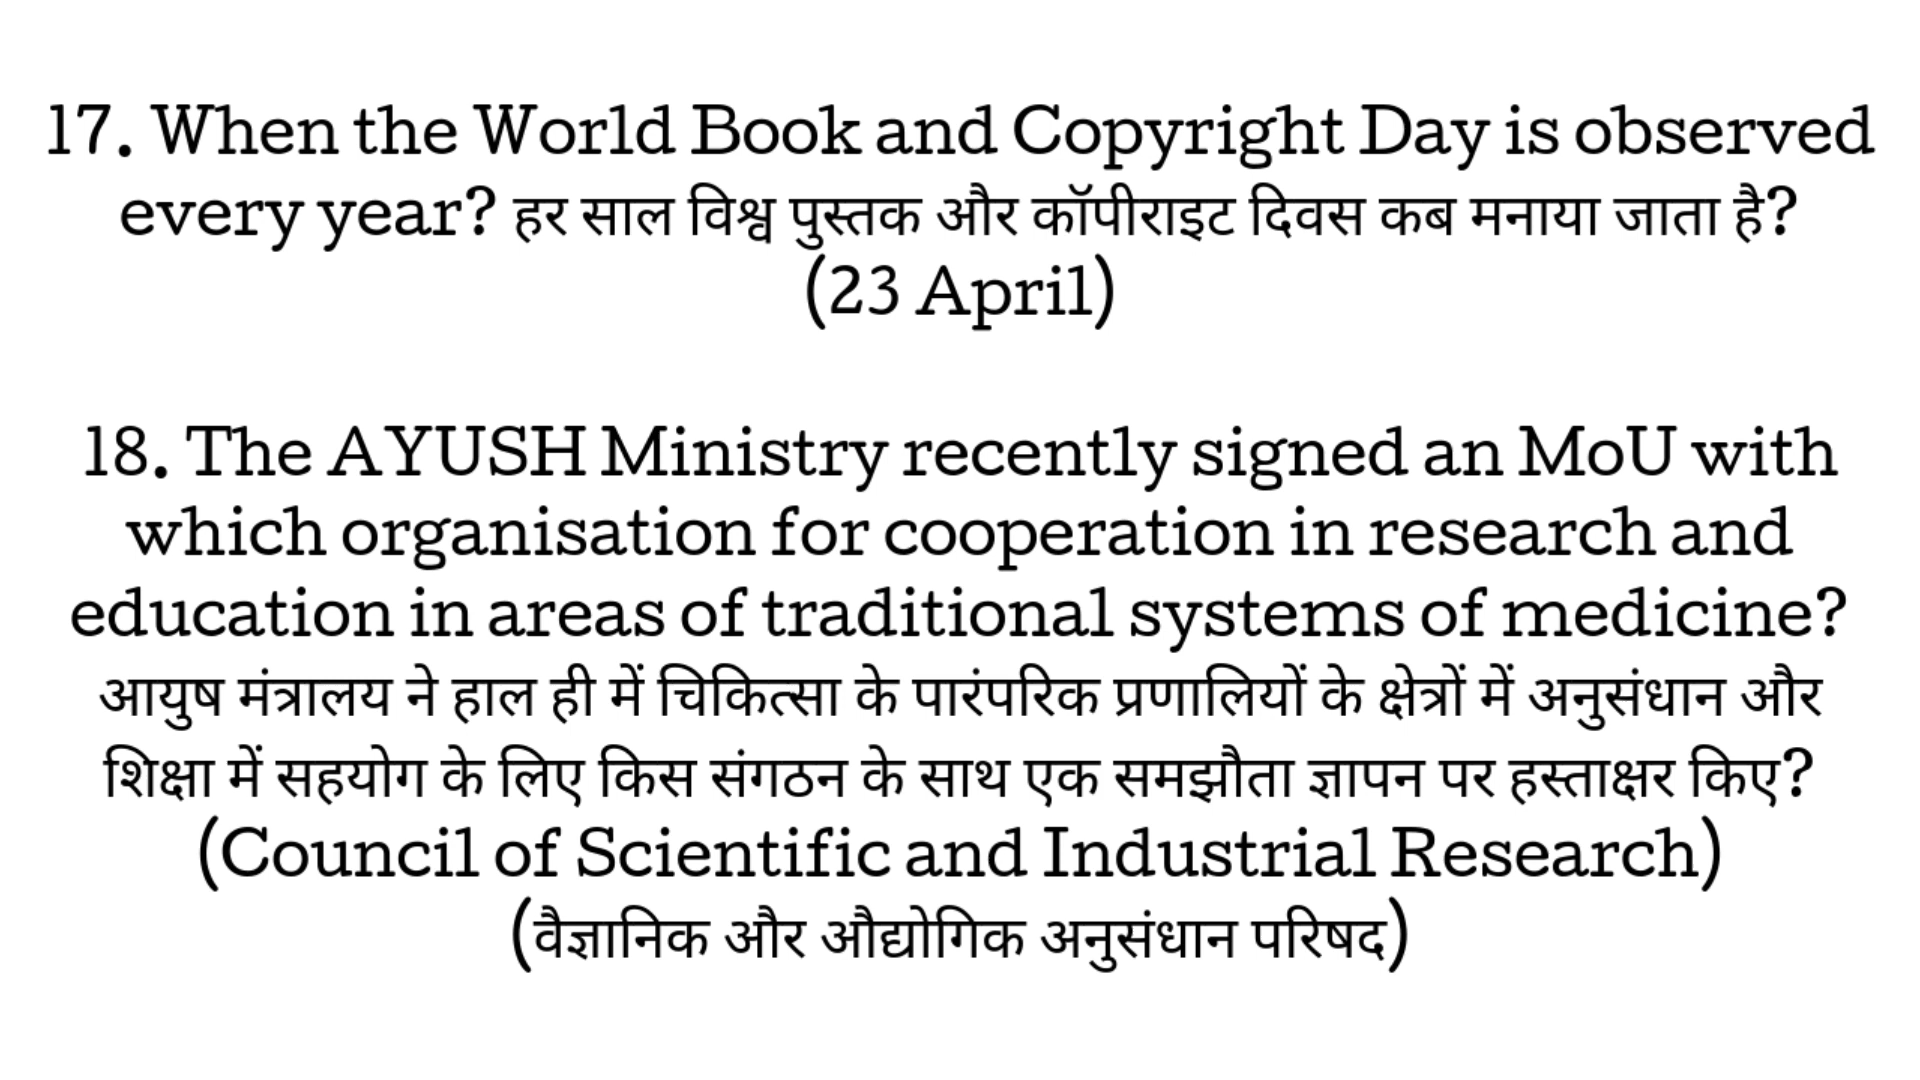 17. When the World Book and Copyright Day is observed
every year? हर साल विश्व पुस्तक और कॉपीराइट दिवस कब मनाया जाता है?
(23 April)
18. The AYUSH Ministry recently signed an MoU with
which organisation for cooperation in research and
education in areas of traditional systems of medicine?
आयुष मंत्रालय ने हाल ही में चिकित्सा के पारंपरिक प्रणालियों के क्षेत्रों में अनुसंधान और
शिक्षा में सहयोग के लिए किस संगठन के साथ एक समझौता ज्ञापन पर हस्ताक्षर किए?
(Council of Scientific and Industrial Research)
(वैज्ञानिक और औद्योगिक अनुसंधान परिषद)